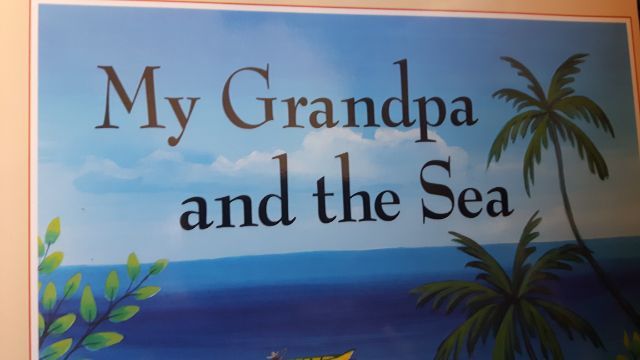 My Grandpa
and the Sea